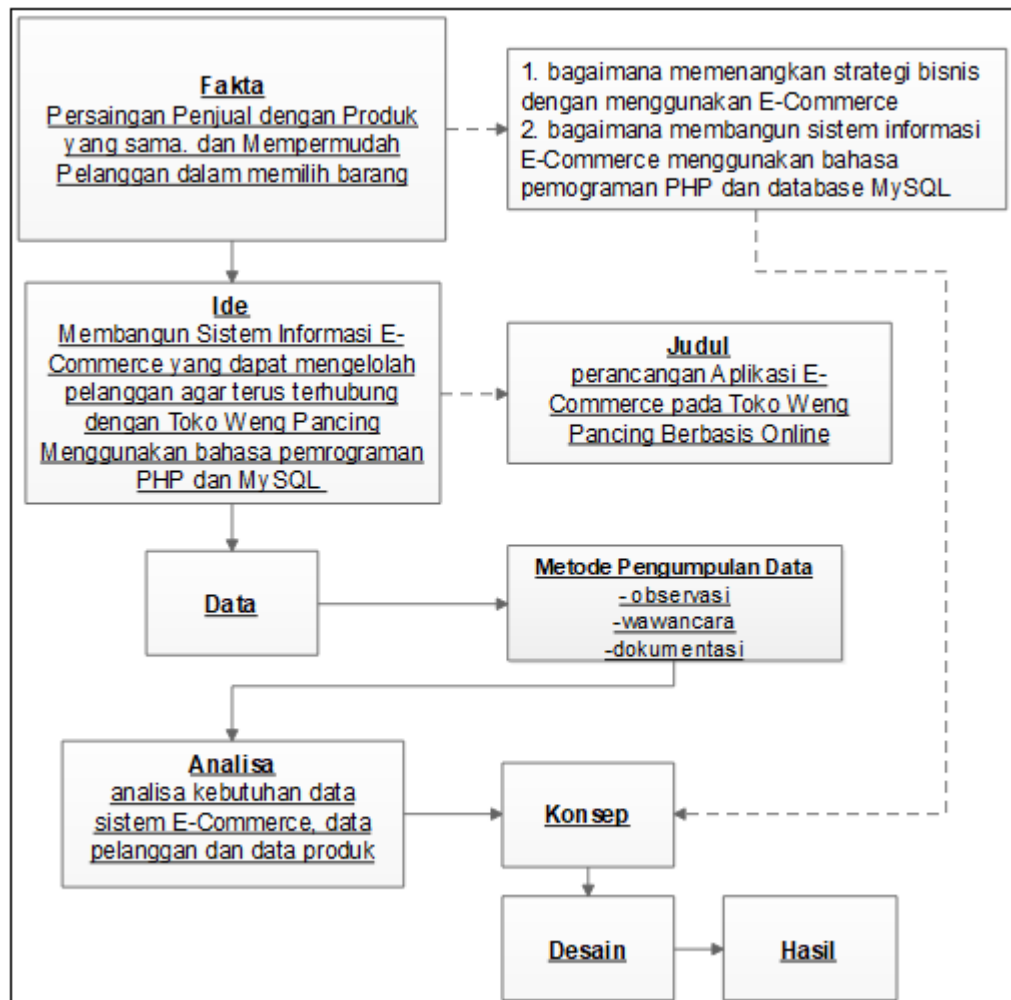 Fakta
Persaingan Penjual dengan Produk
yang sama. dan Mempermudah
Pelanggan dalam memilih barang
1. bagaimana memenangkan strategi bisnis
dengan menggunakan E-Commerce
2. bagaimana membangun sistem informasi
E-Commerce menggunakan bahasa
pemograman PHP dan database MySQL
Ide
Membangun Sistem Informasi E-
Commerce yang dapat mengelolah
pelanggan agar terus terhubung
dengan Toko Weng Pancing
Menggunakan bahasa pemrograman
PHP dan MySQL
Judul
perancangan Aplikasi E-
Commerce pada Toko Weng
Pancing Berbasis Online
Data
Metode Pengumpulan Data
- observasi
-wawancara
-dokumentasi
Analisa
analisa kebutuhan data
sistem E-Commerce, data
pelanggan dan data produk
Konsep
Desain
Hasil